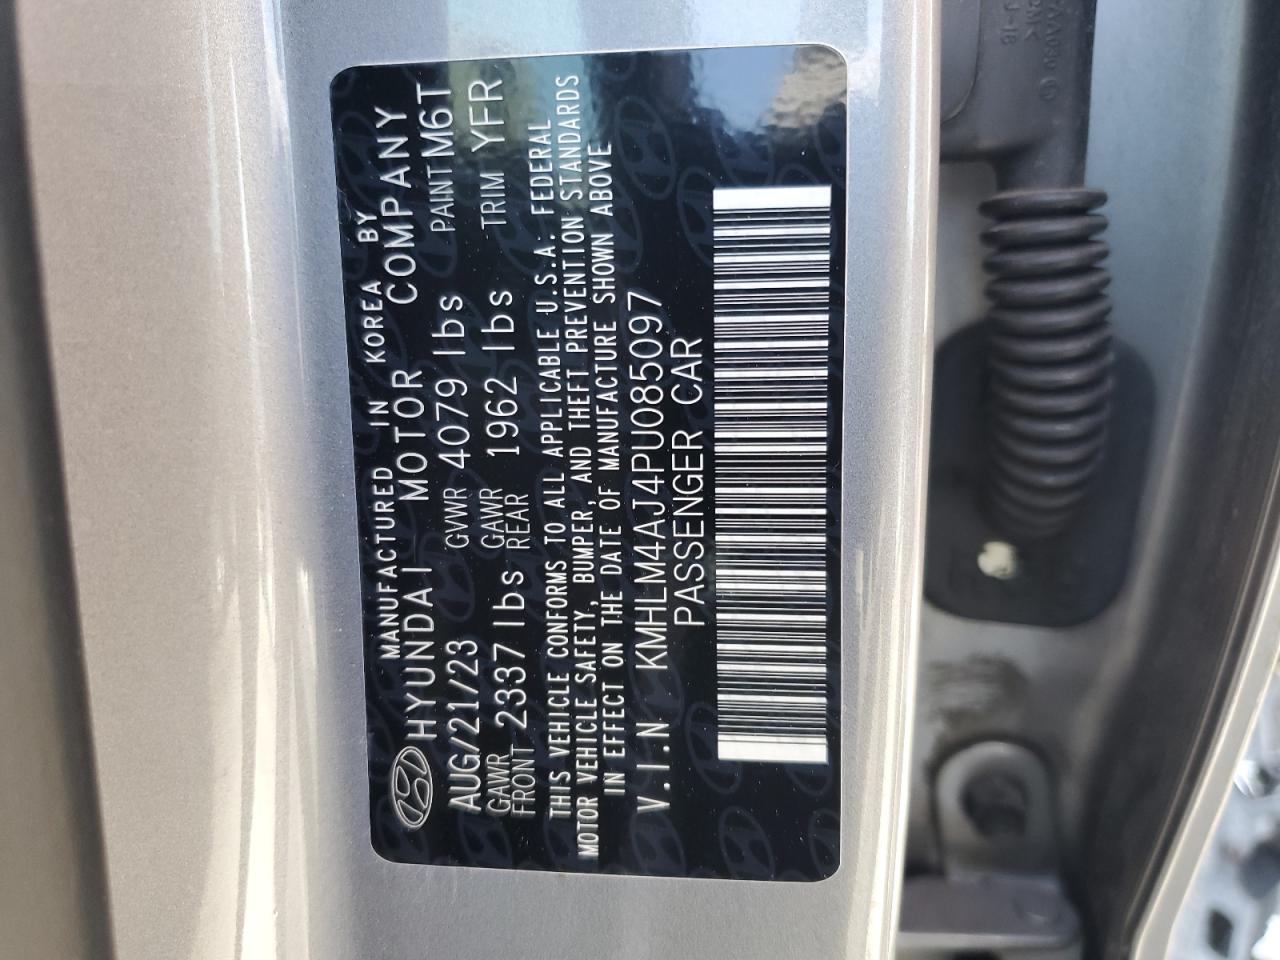 MANUFACTURED IN KOREA BY
HYUNDAI MOTOR COMPANY
AUG/21/23 GVWR 4079 lbs PAINT M6T
GAWR FRONT 2337 lbs GAWR REAR 1962 lbs TRIM YFR
THIS VEHICLE CONFORMS TO ALL APPLICABLE U.S.A. FEDERAL
MOTOR VEHICLE SAFETY, BUMPER, AND THEFT PREVENTION STANDARDS
IN EFFECT ON THE DATE OF MANUFACTURE SHOWN ABOVE
V.I.N KMHLM4AJ4PU085097
PASSENGER CAR